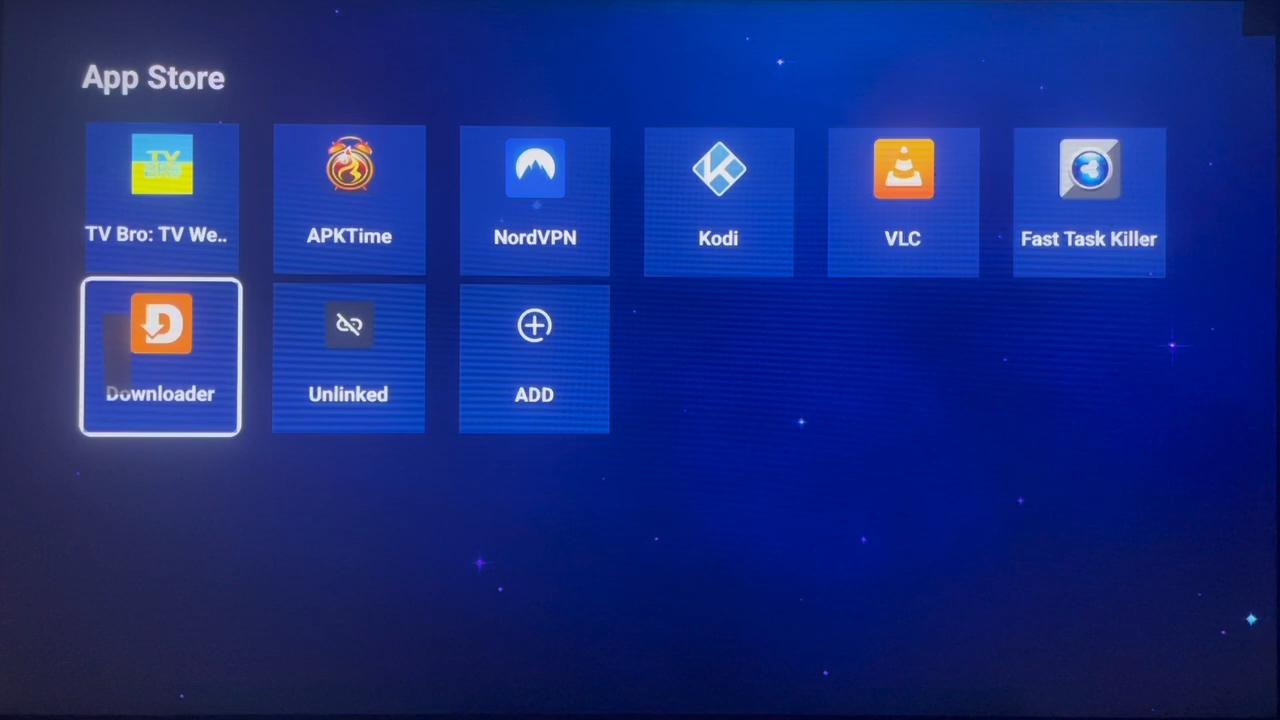 App Store
TV Bro: TV We..
APKTime
NordVPN
Kodi
VLC
Fast Task Killer
Downloader
Unlinked
ADD